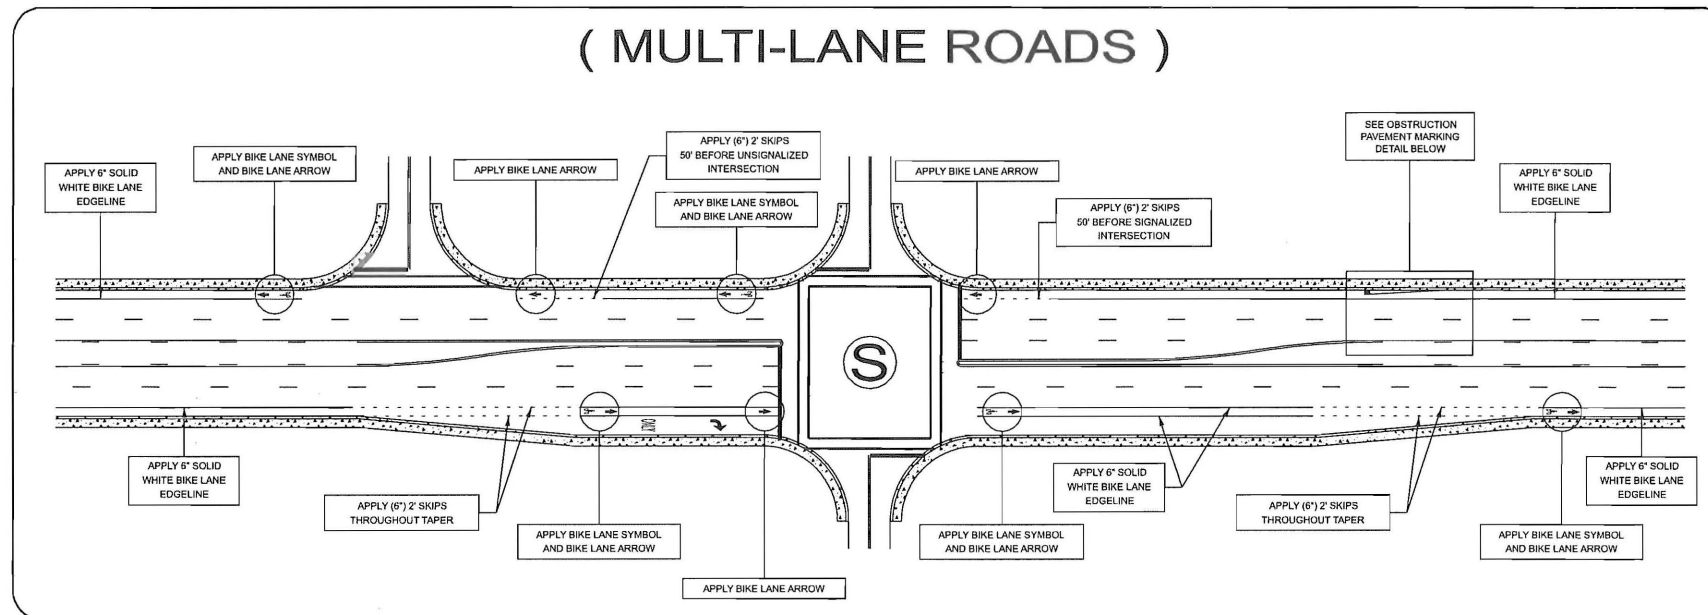 ( MULTI-LANE ROADS )
APPLY 6" SOLID
WHITE BIKE LANE
EDGELINE
APPLY BIKE LANE SYMBOL
AND BIKE LANE ARROW
APPLY BIKE LANE ARROW
APPLY (6") 2' SKIPS
50' BEFORE UNSIGNALIZED
INTERSECTION
APPLY BIKE LANE SYMBOL
AND BIKE LANE ARROW
APPLY BIKE LANE ARROW
APPLY (6") 2' SKIPS
50' BEFORE SIGNALIZED
INTERSECTION
SEE OBSTRUCTION
PAVEMENT MARKING
DETAIL BELOW
APPLY 6" SOLID
WHITE BIKE LANE
EDGELINE
S
ONLY
APPLY 6" SOLID
WHITE BIKE LANE
EDGELINE
APPLY (6") 2' SKIPS
THROUGHOUT TAPER
APPLY BIKE LANE SYMBOL
AND BIKE LANE ARROW
APPLY BIKE LANE ARROW
APPLY BIKE LANE SYMBOL
AND BIKE LANE ARROW
APPLY 6" SOLID
WHITE BIKE LANE
EDGELINE
APPLY (6") 2' SKIPS
THROUGHOUT TAPER
APPLY BIKE LANE SYMBOL
AND BIKE LANE ARROW
APPLY 6" SOLID
WHITE BIKE LANE
EDGELINE